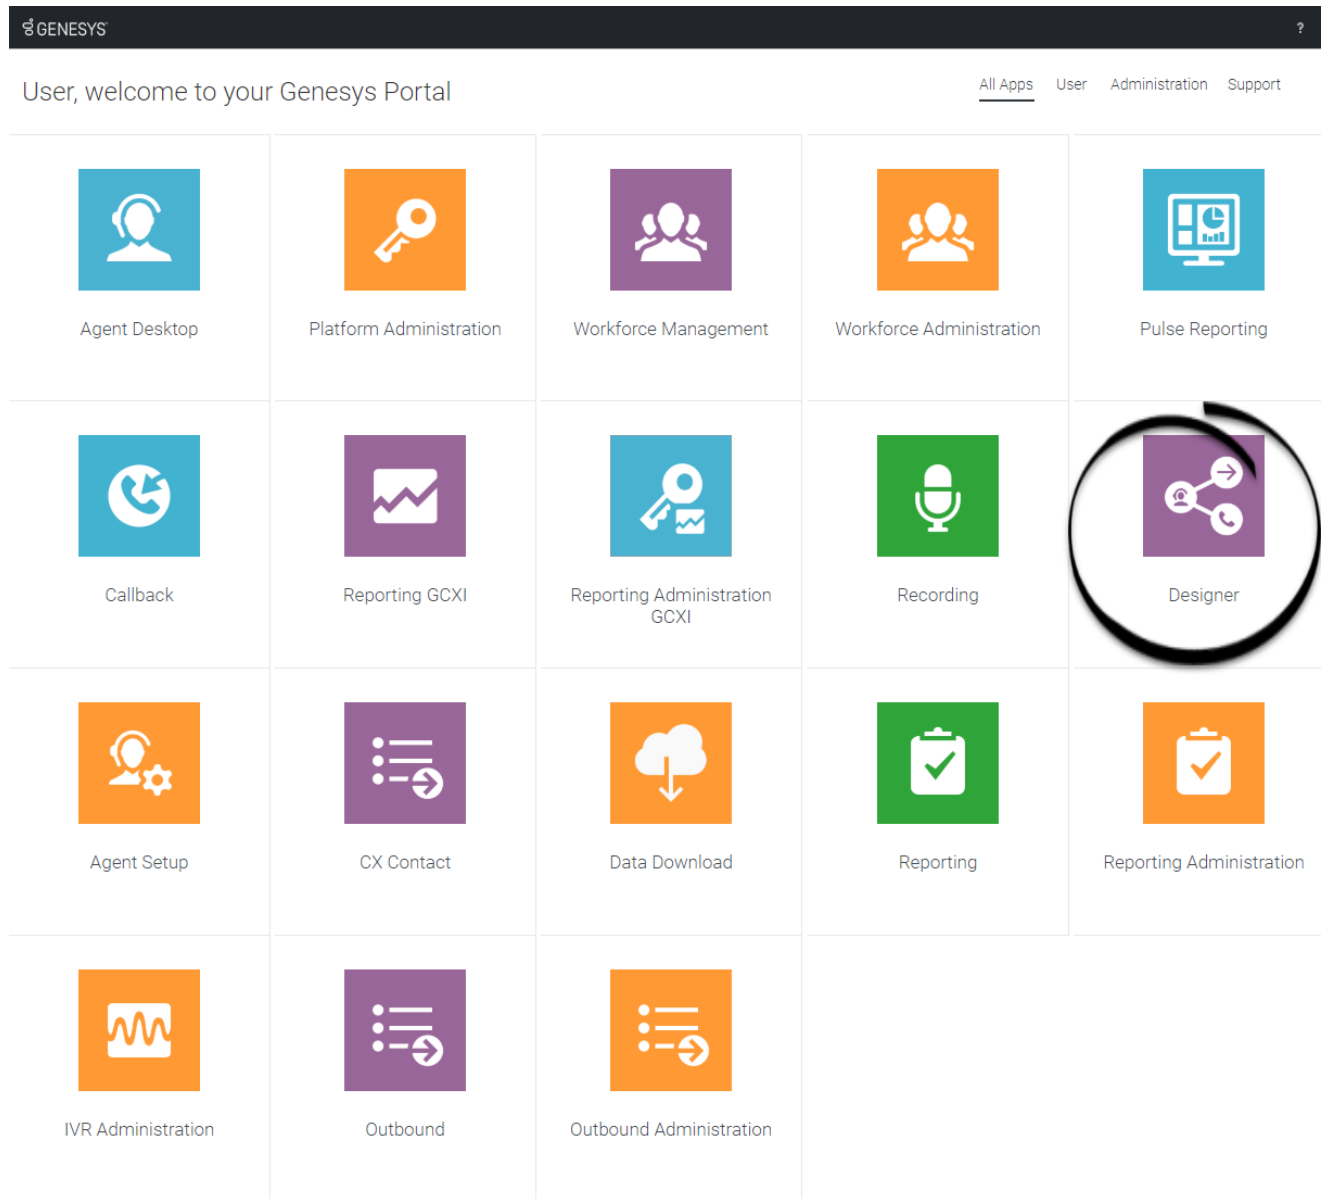 GENESYS
?
User, welcome to your Genesys Portal
All Apps User Administration Support
Agent Desktop
Platform Administration
Workforce Management
Workforce Administration
Pulse Reporting
Callback
Reporting GCXI
Reporting Administration
GCXI
Recording
Designer
Agent Setup
CX Contact
Data Download
Reporting
Reporting Administration
IVR Administration
Outbound
Outbound Administration